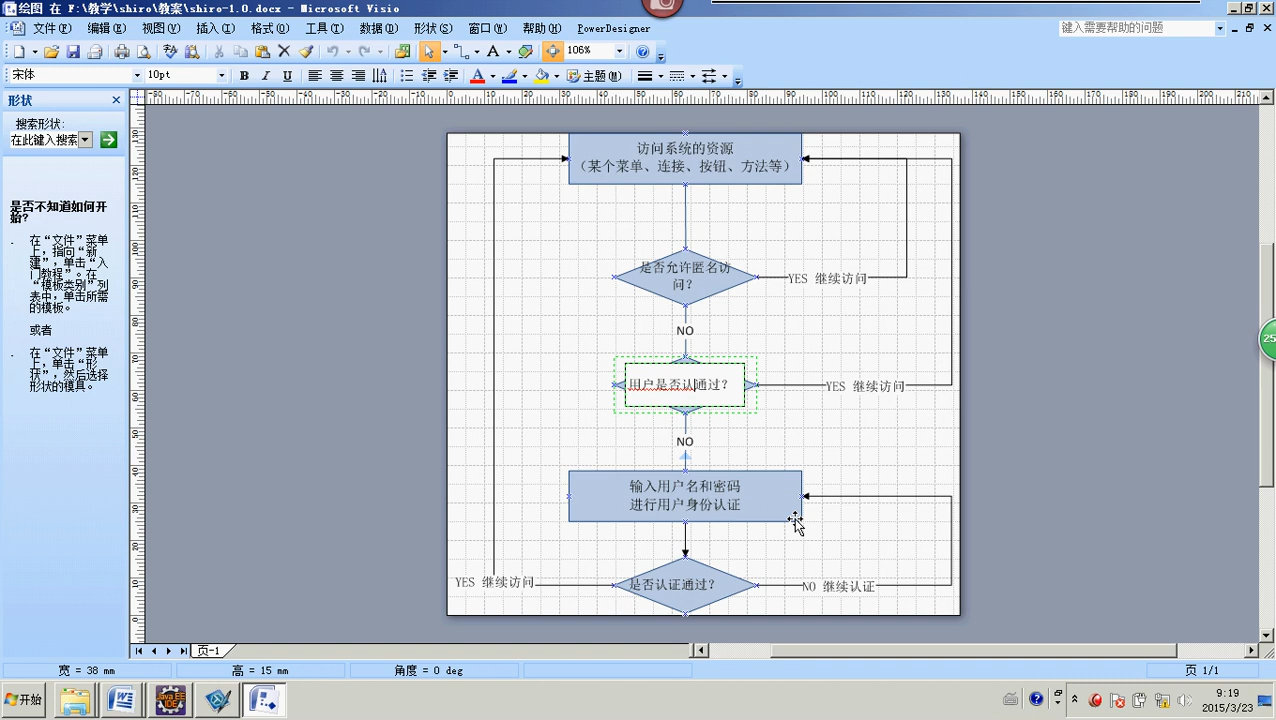 绘图 在 F:\教学\shiro\教案\shiro-1.0.docx - Microsoft Visio
文件(F) 编辑(E) 视图(V) 插入(I) 格式(O) 工具(T) 数据(D) 形状(S) 窗口(W) 帮助(H) PowerDesigner
键入需要帮助的问题
106%
宋体 10pt B I U A 主题(M)
形状
搜索形状:
在此键入搜索
是否不知道如何开
始?
在“文件”菜单
上,指向“新
建”,单击“入
门教程”。在
“模板类别”列
表中,单击所需
的模板。
或者
在“文件”菜单
上,单击“形
状”,然后选择
形状的模具。
访问系统的资源
(某个菜单、连接、按钮、方法等)
是否允许匿名访
问?
YES 继续访问
NO
用户是否认通过?
YES 继续访问
NO
输入用户名和密码
进行用户身份认证
YES 继续访问
是否认证通过?
NO 继续认证
页-1
宽 = 38 mm 高 = 15 mm 角度 = 0 deg 页 1/1
开始
Java EE
IDE
9:19
2015/3/23
25